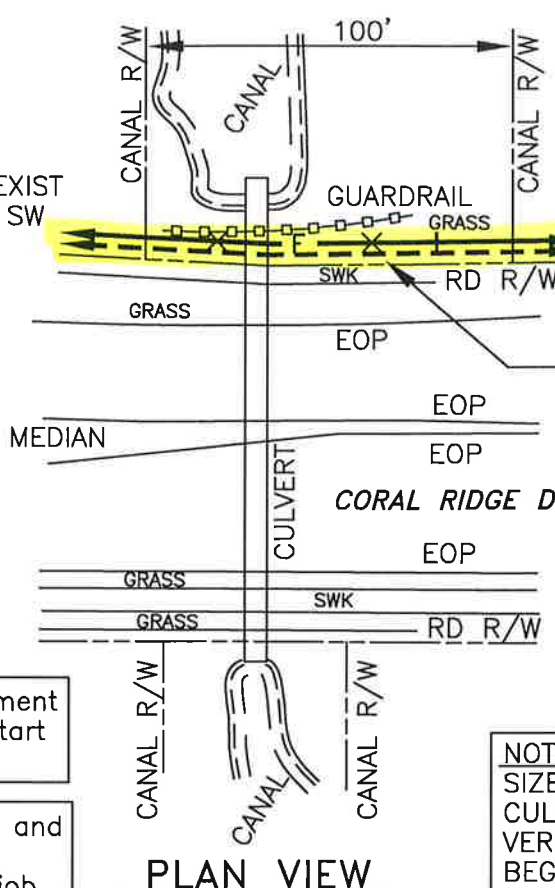 100'
CANAL R/W
CANAL
CANAL R/W
EXIST
SW
GUARDRAIL
GRASS
E
SWK
RD R/W
GRASS
EOP
EOP
MEDIAN
EOP
CULVERT
CORAL RIDGE D
EOP
GRASS
SWK
GRASS
RD R/W
CANAL R/W
CANAL R/W
CANAL
ment
tart
and
job
NOT
SIZE
CUL
VER
BEG
PLAN VIEW